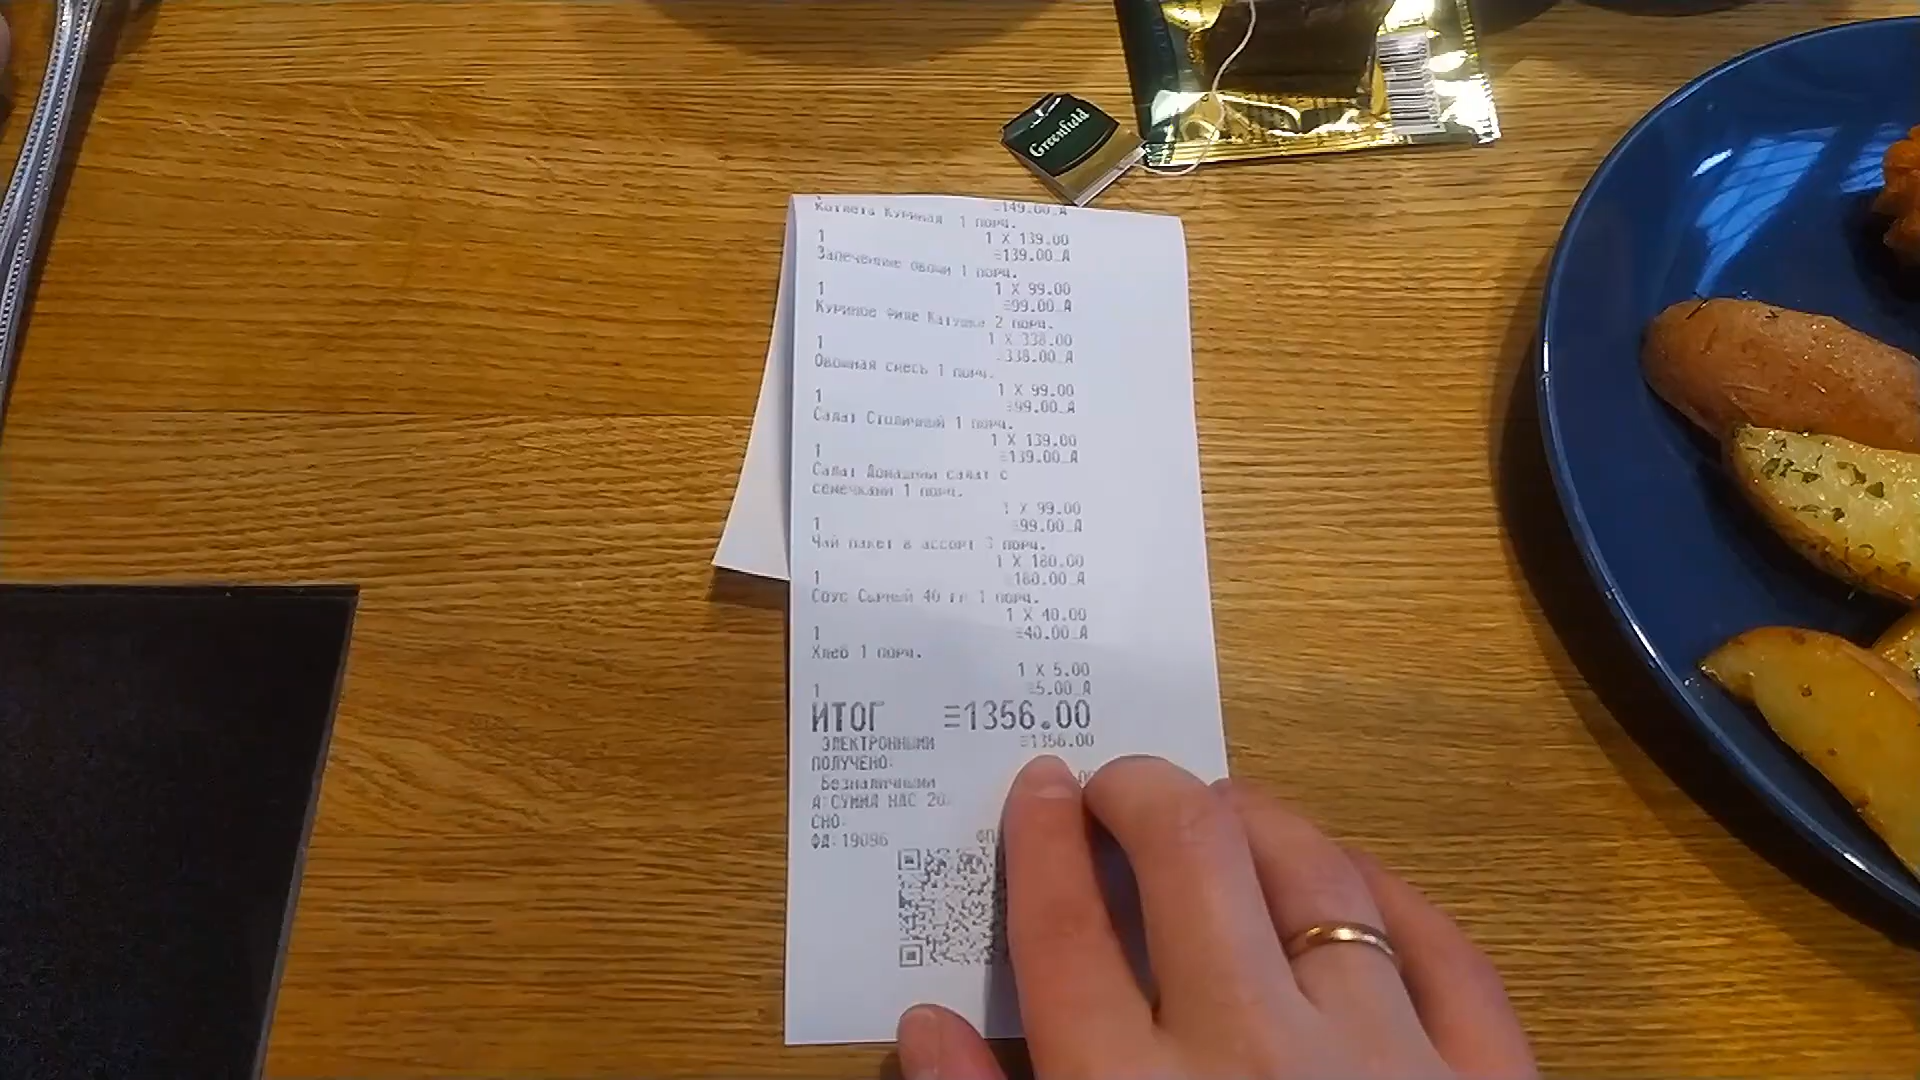 Greenfield
≡149.00_А
Котлета Куриная 1 порц.
1 X 139.00
1 ≡139.00_А
Запеченные овощи 1 порц.
1 X 99.00
1 ≡99.00_А
Куриное филе Катушка 2 порц.
1 X 338.00
1 ≡338.00_А
Овощная смесь 1 порц.
1 X 99.00
1 ≡99.00_А
Салат Столичный 1 порц.
1 X 139.00
1 ≡139.00_А
Салат Домашний салат с
семечками 1 порц.
1 X 99.00
1 ≡99.00_А
Чай пакет в ассорт 3 порц.
1 X 180.00
1 ≡180.00_А
Соус Сырный 40 гр 1 порц.
1 X 40.00
1 ≡40.00_А
Хлеб 1 порц.
1 X 5.00
1 ≡5.00_А
ИТОГ ≡1356.00
ЭЛЕКТРОННЫМИ ≡1356.00
ПОЛУЧЕНО:
Безналичными
А:СУММА НДС 20
СНО:
ФД:19096